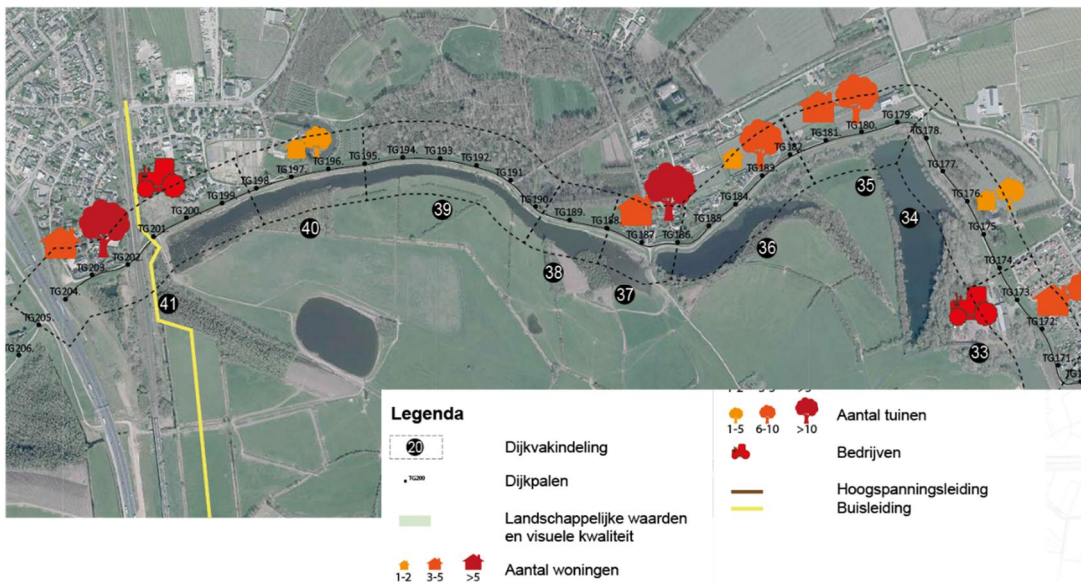 TG179.
TG180.
TG181.
TG178.
TG182.
TG177.
TG183.
TG176.
TG175.
TG174.
TG173.
TG172.
TG171.
35
34
33
TG184.
TG185.
TG186.
TG187.
TG188.
TG189.
TG190.
36
37
38
TG191.
TG192.
TG193.
TG194.
TG195.
39
TG196.
TG197.
TG198.
TG199.
40
TG200.
TG201.
TG202.
TG203.
TG204.
TG205.
TG206.
41
Legenda
20 Dijkvakindeling
TG200 Dijkpalen
Landschappelijke waarden
en visuele kwaliteit
1-2 3-5 >5 Aantal woningen
1-5 6-10 >10 Aantal tuinen
Bedrijven
Hoogspanningsleiding
Buisleiding